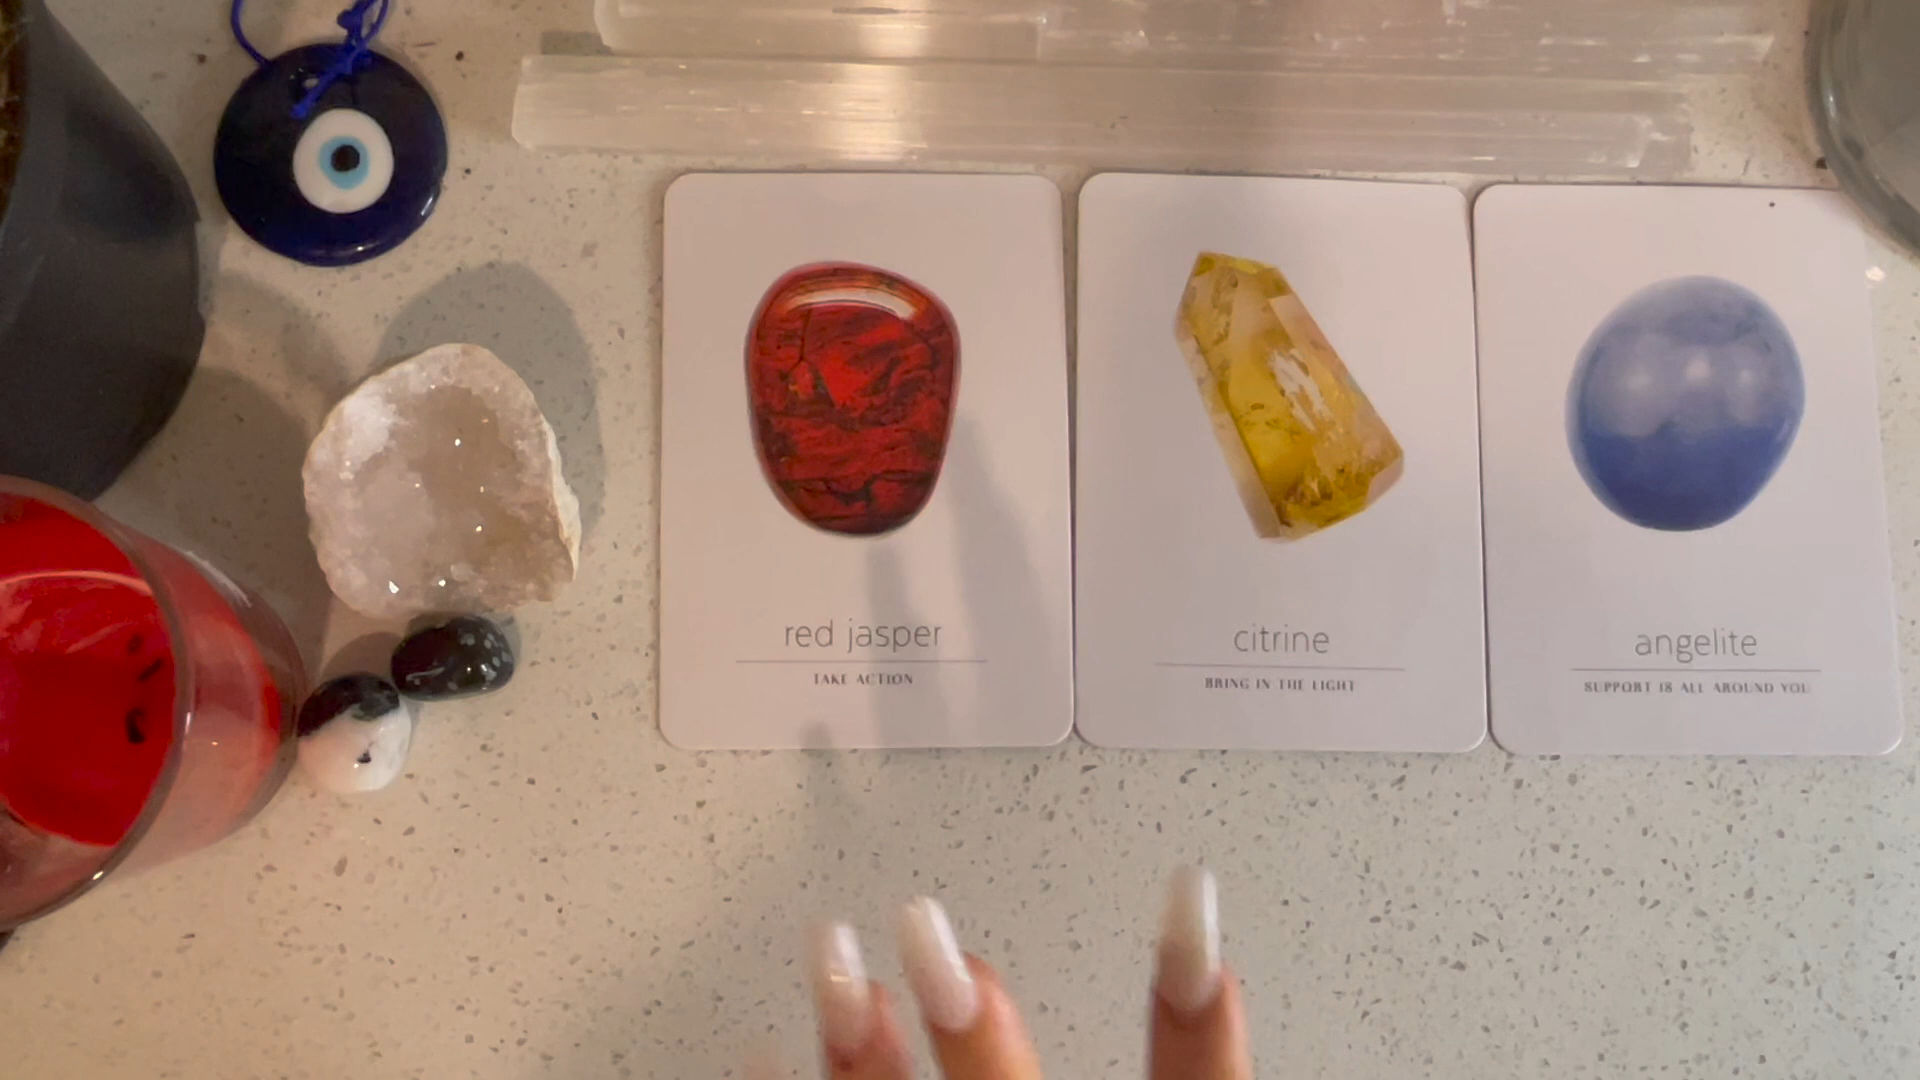 red jasper
TAKE ACTION
citrine
BRING IN THE LIGHT
angelite
SUPPORT IS ALL AROUND YOU